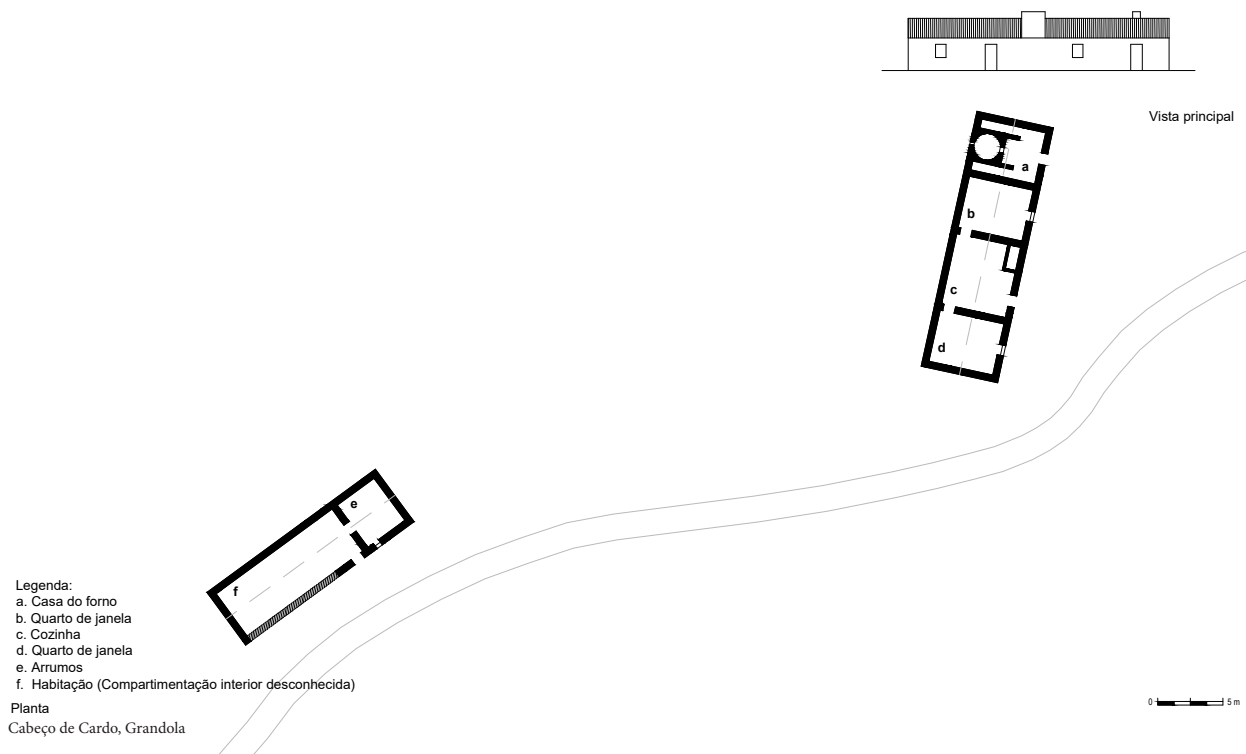 Vista principal
a
b
c
d
e
f
Legenda:
a. Casa do forno
b. Quarto de janela
c. Cozinha
d. Quarto de janela
e. Arrumos
f. Habitação (Compartimentação interior desconhecida)
Planta
Cabeço de Cardo, Grandola
0 5 m